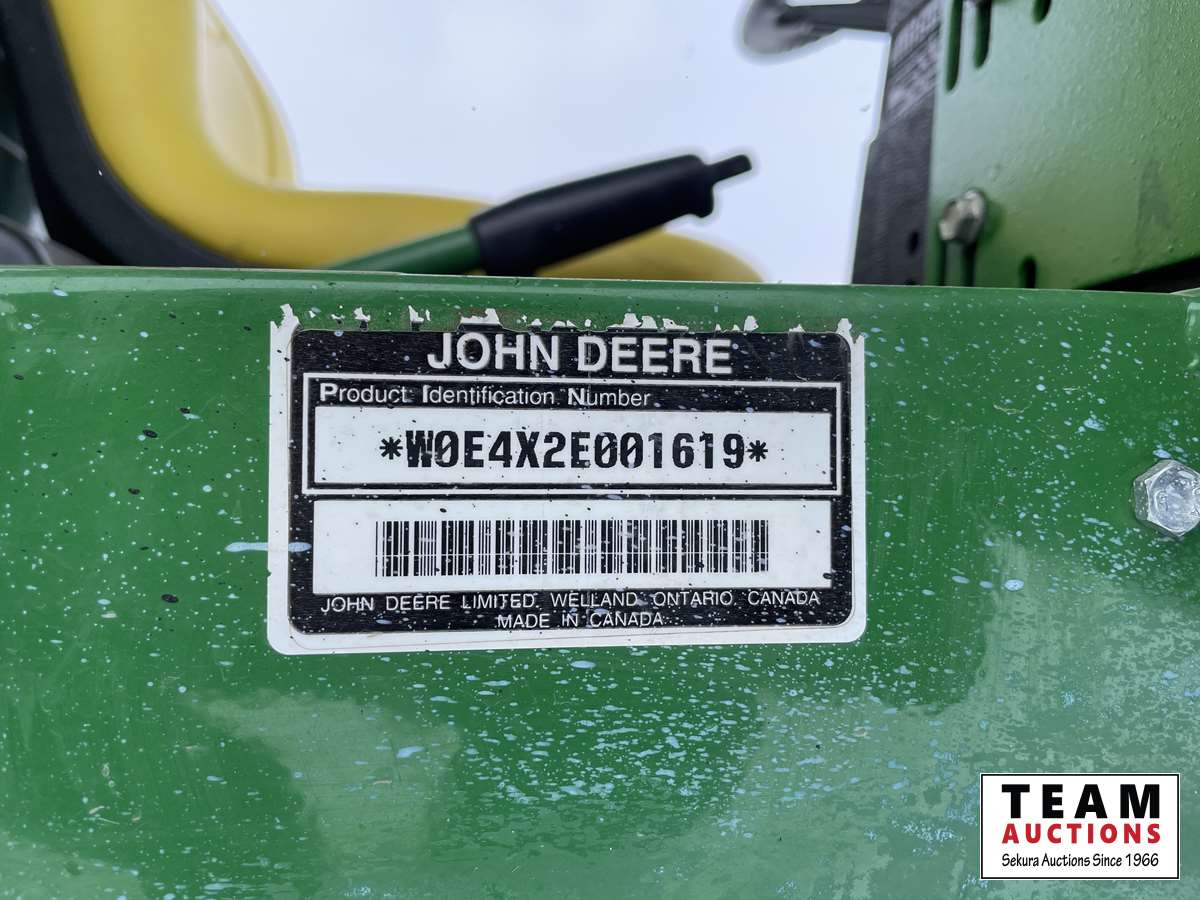 JOHN DEERE
Product Identification Number
*W0E4X2E001619*
JOHN DEERE LIMITED WELLAND ONTARIO CANADA
MADE IN CANADA
TEAM
AUCTIONS
Sekura Auctions Since 1966